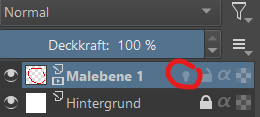 Normal
Deckkraft: 100 %
Malebene 1 α
Hintergrund α